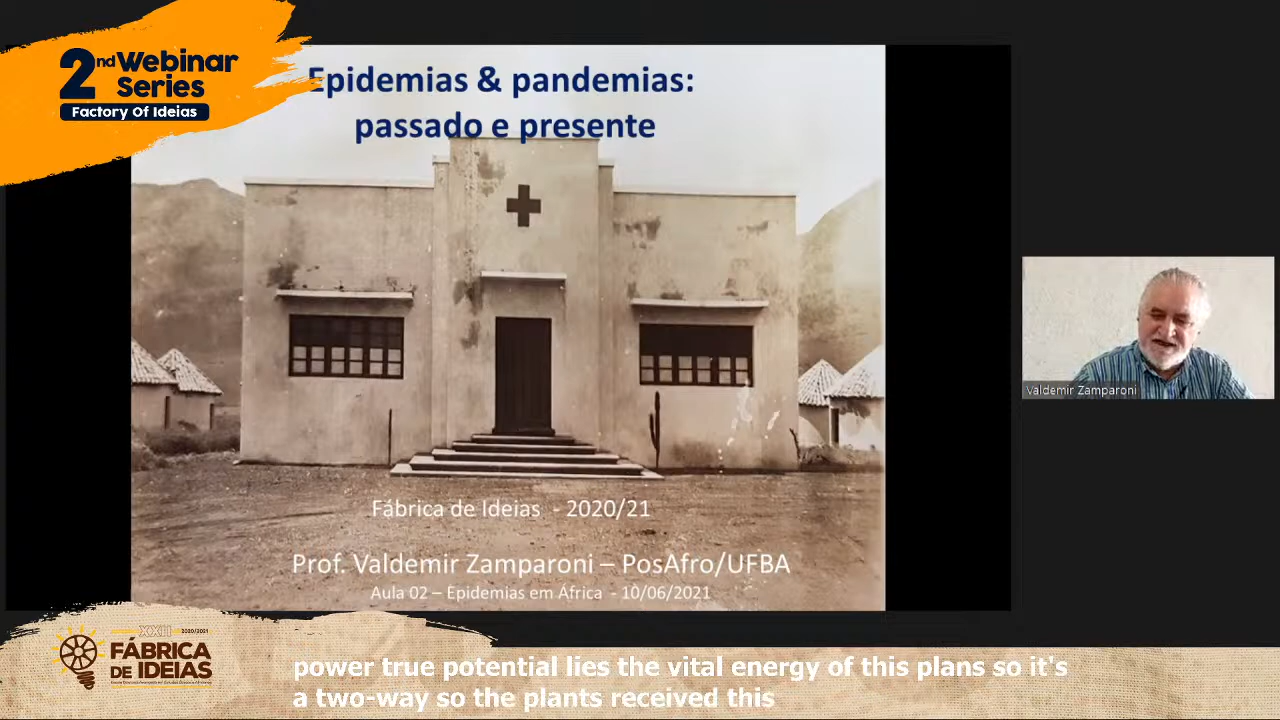 2nd Webinar
Series
Factory Of Ideias
Epidemias & pandemias:
passado e presente
Fábrica de Ideias - 2020/21
Prof. Valdemir Zamparoni – PosAfro/UFBA
Aula 02 – Epidemias em África - 10/06/2021
Valdemir Zamparoni
XXII 2020/2021
FÁBRICA
DE IDEIAS
power true potential lies the vital energy of this plans so it's
a two-way so the plants received this